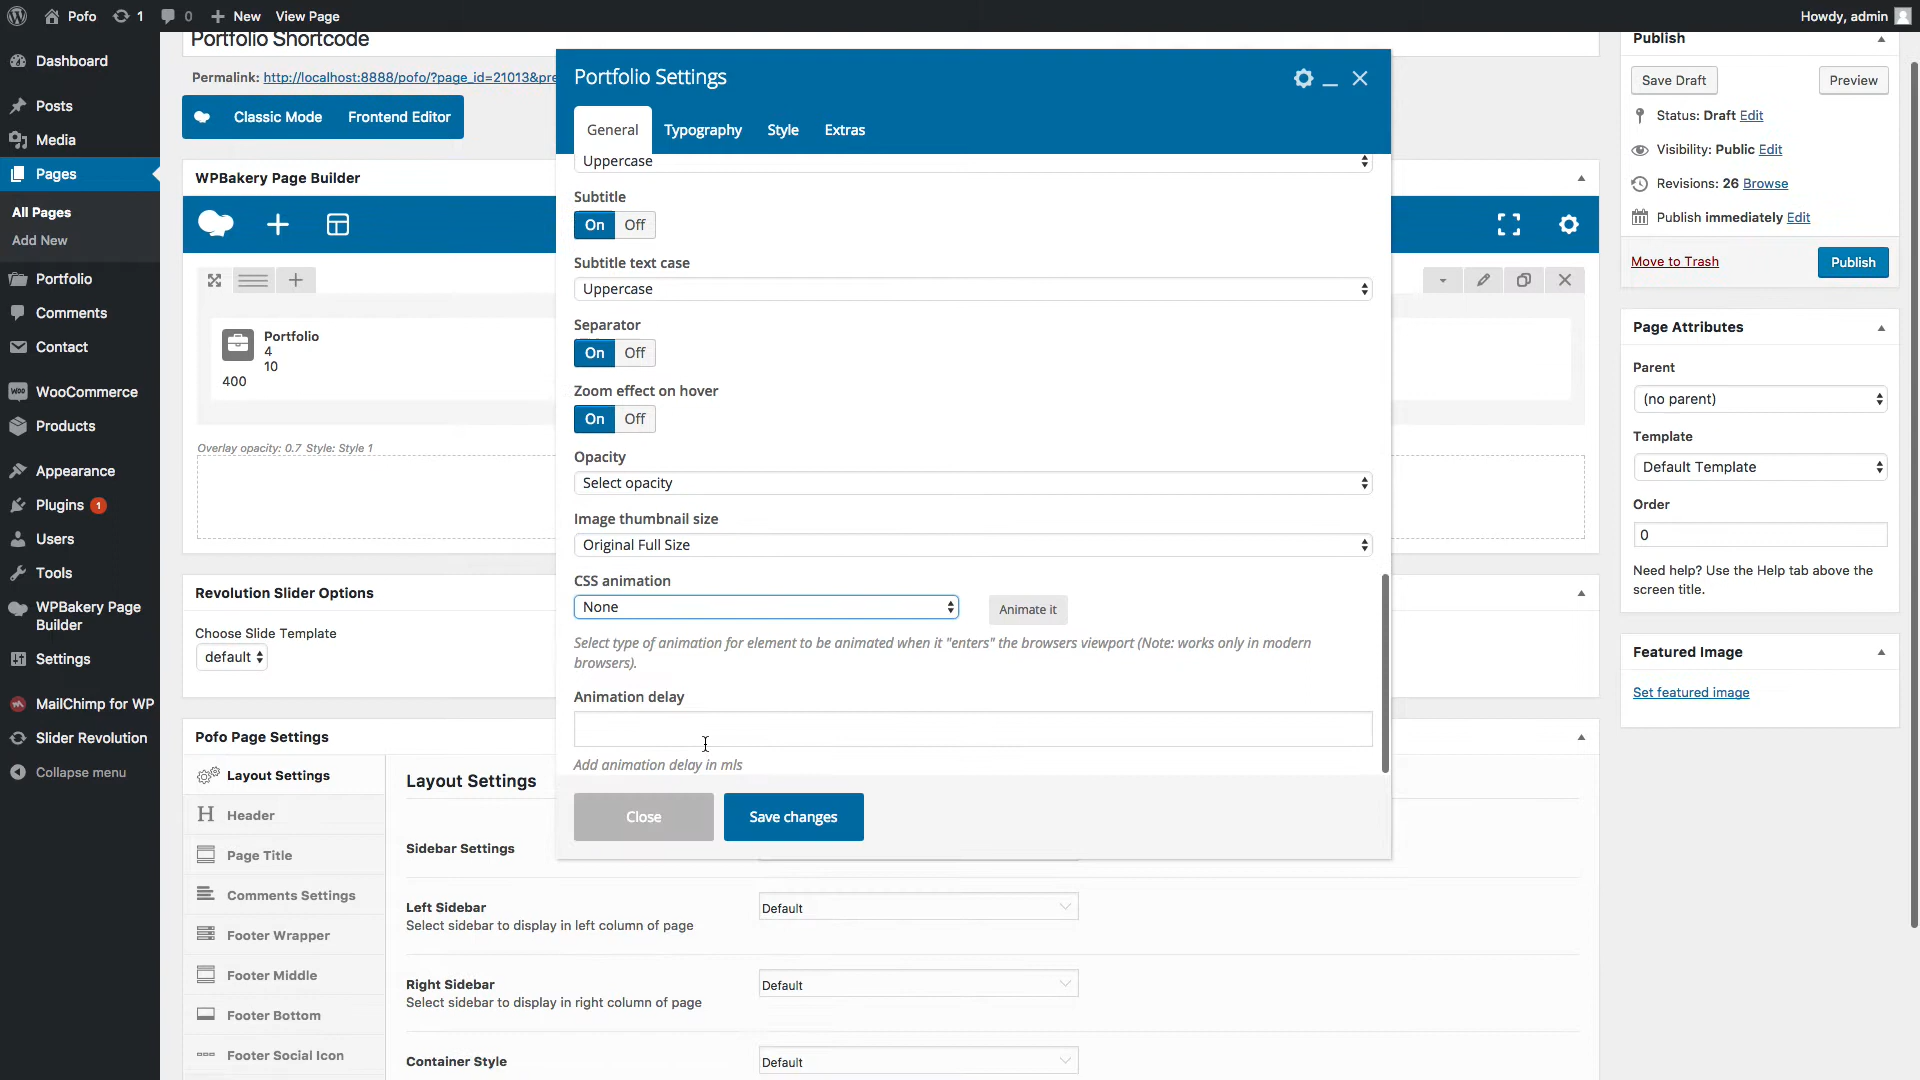 Pofo 1 0 New View Page Howdy, admin
Dashboard
Posts
Media
Pages
All Pages
Add New
Portfolio
Comments
Contact
WooCommerce
Products
Appearance
Plugins 1
Users
Tools
WPBakery Page
Builder
Settings
MailChimp for WP
Slider Revolution
Collapse menu
Portfolio Shortcode
Permalink: http://localhost:8888/pofo/?page_id=21013&pre
Classic Mode Frontend Editor
WPBakery Page Builder
Portfolio
4
10
400
Overlay opacity: 0.7 Style: Style 1
Revolution Slider Options
Choose Slide Template
default
Pofo Page Settings
Layout Settings
Header
Page Title
Comments Settings
Footer Wrapper
Footer Middle
Footer Bottom
Footer Social Icon
Layout Settings
Sidebar Settings
Left Sidebar
Select sidebar to display in left column of page
Default
Right Sidebar
Select sidebar to display in right column of page
Default
Container Style
Default
Portfolio Settings
General Typography Style Extras
Uppercase
Subtitle
On Off
Subtitle text case
Uppercase
Separator
On Off
Zoom effect on hover
On Off
Opacity
Select opacity
Image thumbnail size
Original Full Size
CSS animation
None Animate it
Select type of animation for element to be animated when it "enters" the browsers viewport (Note: works only in modern
browsers).
Animation delay
Add animation delay in mls
Close Save changes
Publish
Save Draft Preview
Status: Draft Edit
Visibility: Public Edit
Revisions: 26 Browse
Publish immediately Edit
Move to Trash Publish
Page Attributes
Parent
(no parent)
Template
Default Template
Order
0
Need help? Use the Help tab above the
screen title.
Featured Image
Set featured image